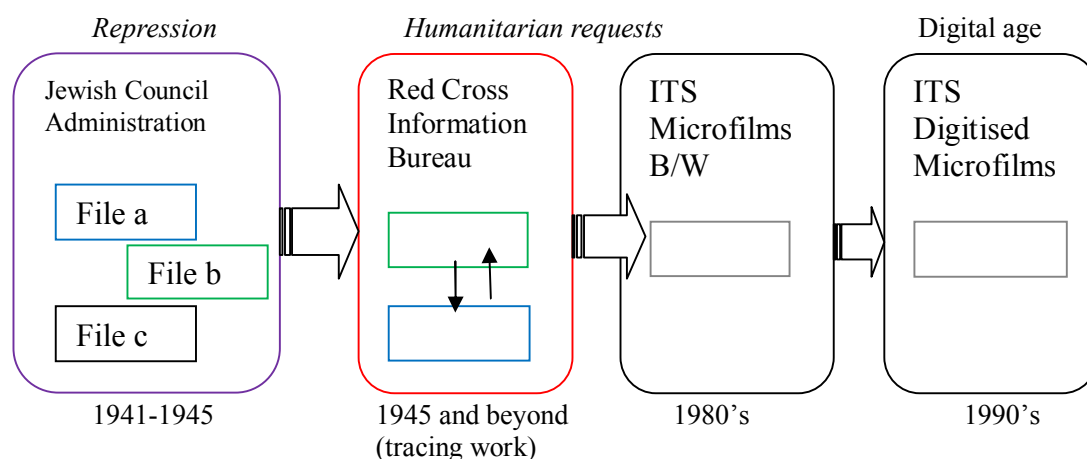 Repression
Humanitarian requests
Digital age
Jewish Council
Administration
File a
File b
File c
1941-1945
Red Cross
Information
Bureau
1945 and beyond
(tracing work)
ITS
Microfilms
B/W
1980’s
ITS
Digitised
Microfilms
1990’s